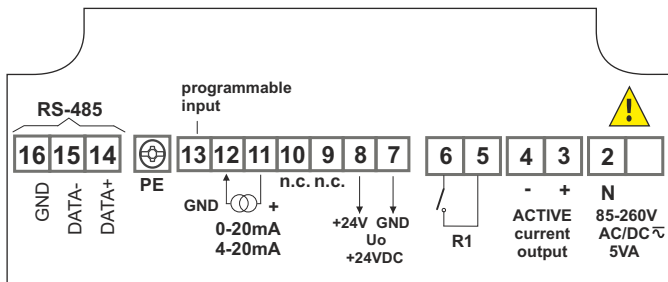 programmable
input
RS-485
16 15 14 PE 13 12 11 10 9 8 7 6 5 4 3 2
GND
DATA-
DATA+
n.c. n.c.
GND +
0-20mA
4-20mA
+24V GND
Uo
+24VDC
R1
- +
ACTIVE
current
output
N
85-260V
AC/DC
5VA
!